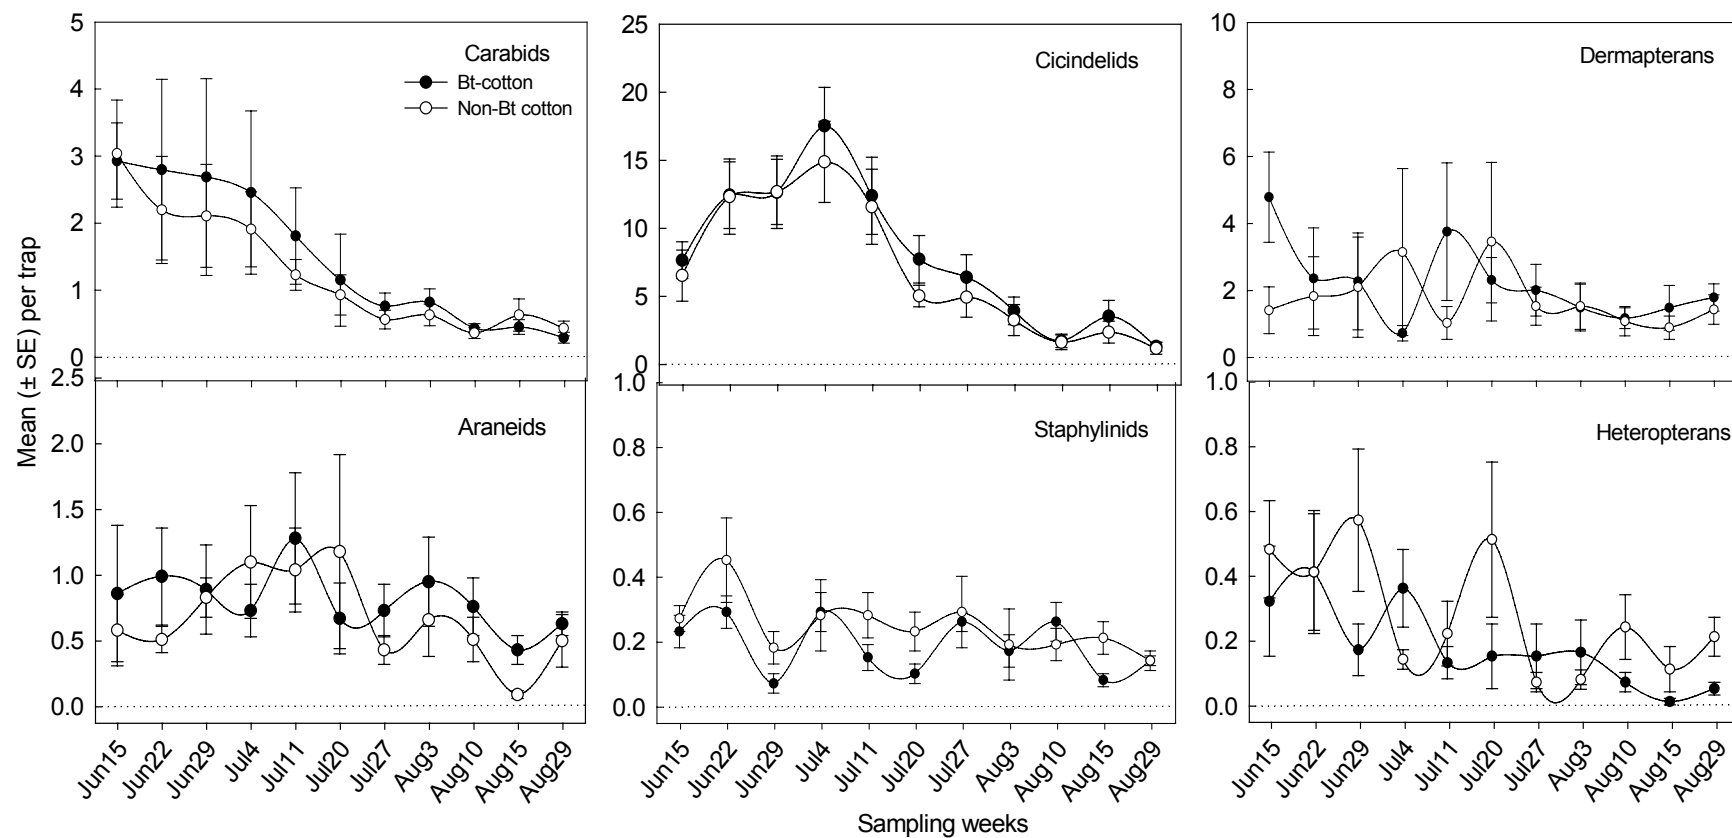 Mean (± SE) per trap
5
4
3
2
1
0
Carabids
Bt-cotton
Non-Bt cotton
25
20
15
10
5
0
Cicindelids
10
8
6
4
2
0
Dermapterans
2.5
2.0
1.5
1.0
0.5
0.0
Araneids
1.0
0.8
0.6
0.4
0.2
0.0
Staphylinids
1.0
0.8
0.6
0.4
0.2
0.0
Heteropterans
Jun15 Jun22 Jun29 Jul4 Jul11 Jul20 Jul27 Aug3 Aug10 Aug15 Aug29
Jun15 Jun22 Jun29 Jul4 Jul11 Jul20 Jul27 Aug3 Aug10 Aug15 Aug29
Jun15 Jun22 Jun29 Jul4 Jul11 Jul20 Jul27 Aug3 Aug10 Aug15 Aug29
Sampling weeks